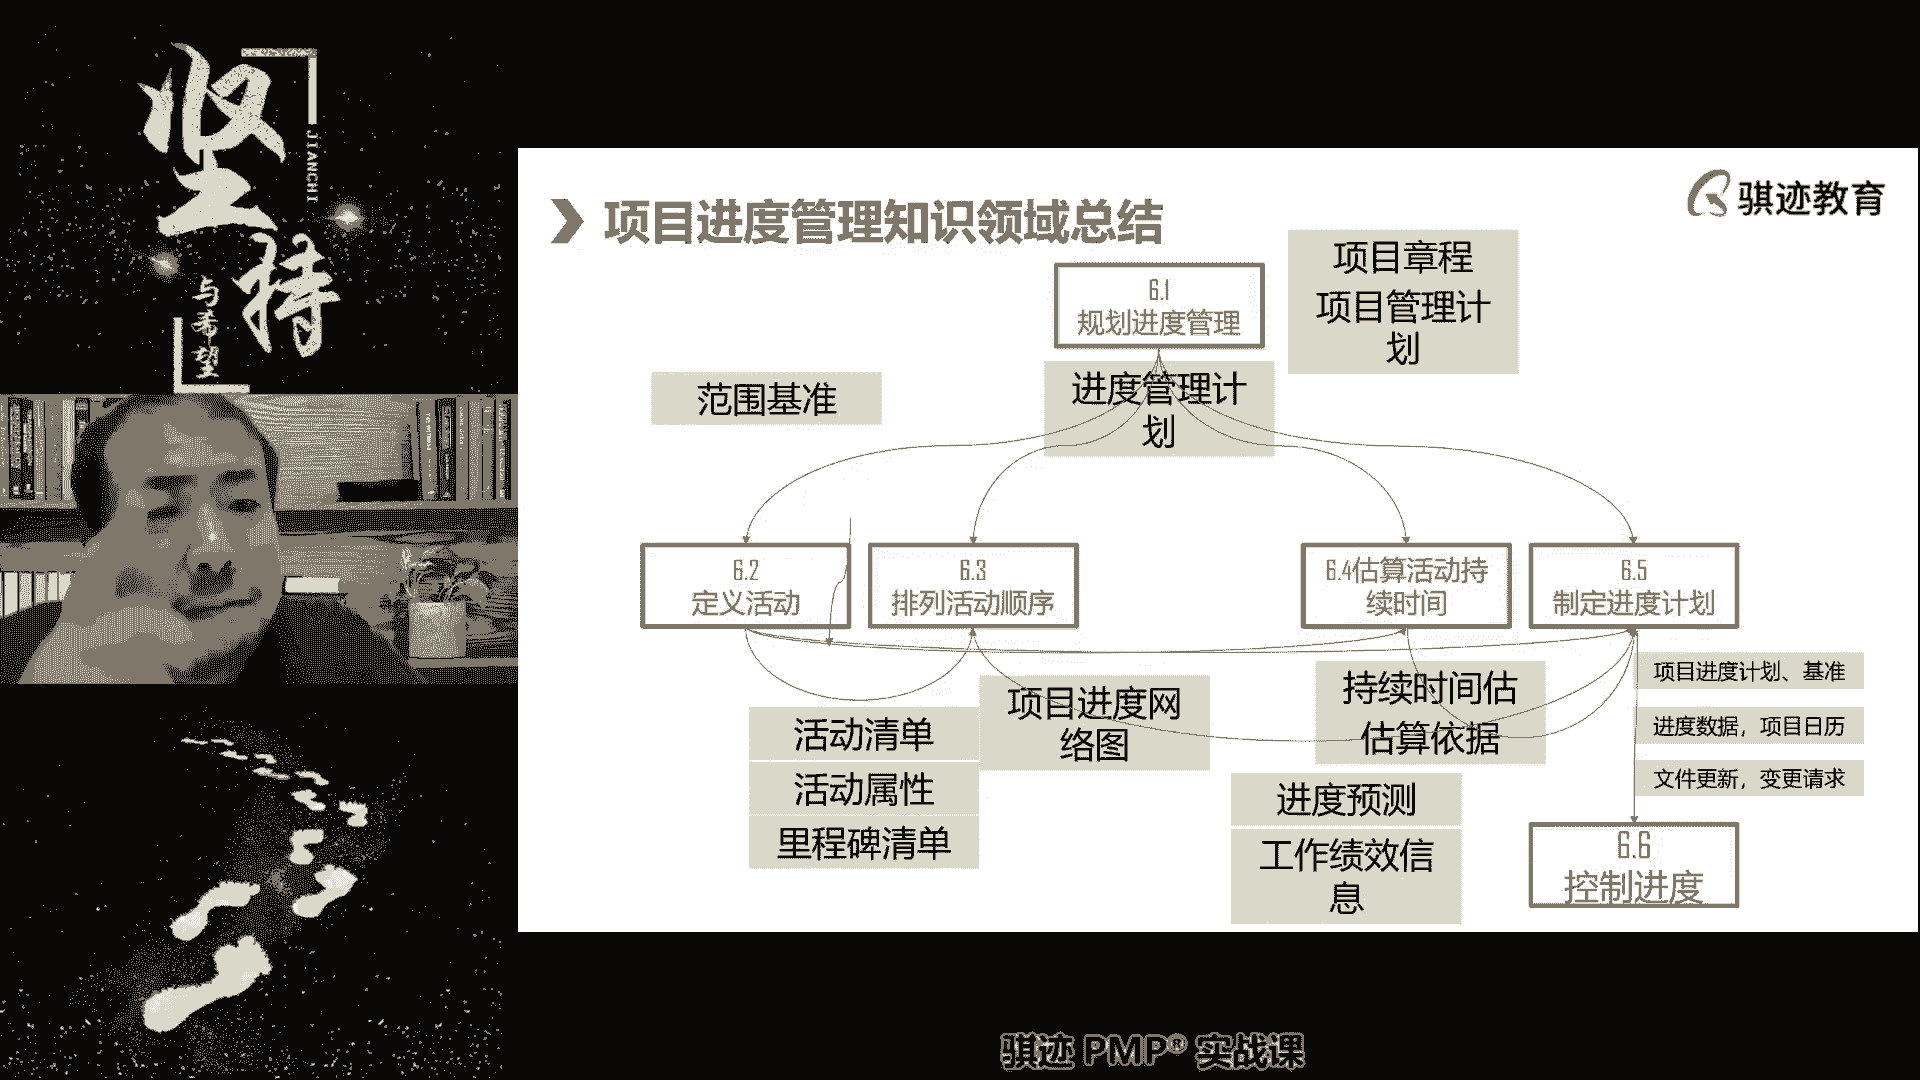 坚持
JIANCHI
与希望
骐迹教育
项目进度管理知识领域总结
6.1
规划进度管理
项目章程
项目管理计
划
范围基准
进度管理计
划
6.2
定义活动
6.3
排列活动顺序
6.4估算活动持
续时间
6.5
制定进度计划
活动清单
活动属性
里程碑清单
项目进度网
络图
持续时间估
估算依据
进度预测
工作绩效信
息
项目进度计划、基准
进度数据，项目日历
文件更新，变更请求
6.6
控制进度
骐迹 PMP® 实战课